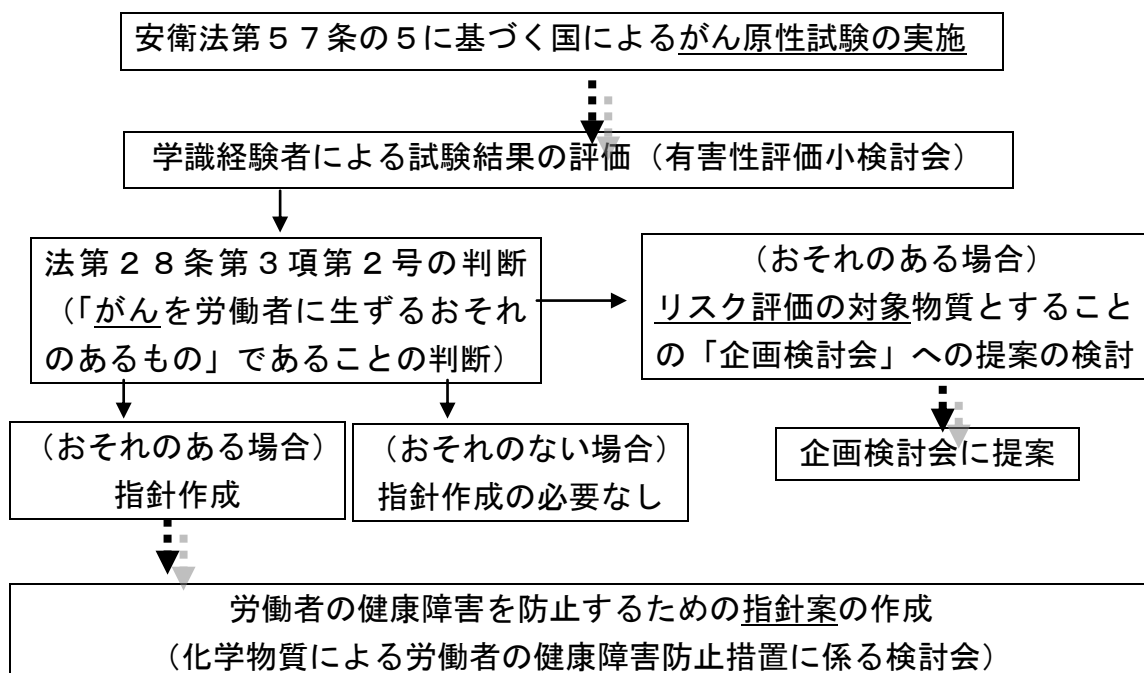 安衛法第５７条の５に基づく国によるがん原性試験の実施
学識経験者による試験結果の評価（有害性評価小検討会）
法第２８条第３項第２号の判断
（「がんを労働者に生ずるおそれ
のあるもの」であることの判断）
（おそれのある場合）
リスク評価の対象物質とすること
の「企画検討会」への提案の検討
（おそれのある場合）
指針作成
（おそれのない場合）
指針作成の必要なし
企画検討会に提案
労働者の健康障害を防止するための指針案の作成
（化学物質による労働者の健康障害防止措置に係る検討会）